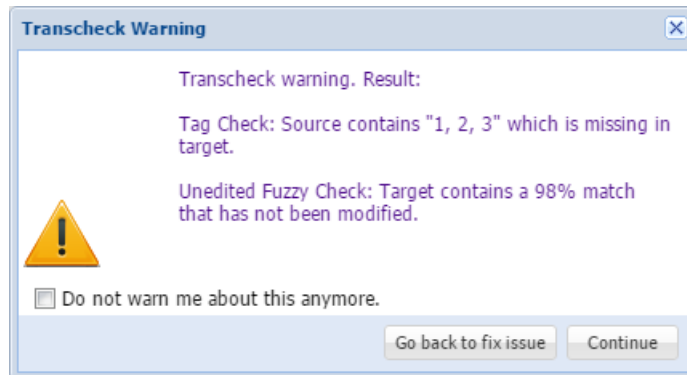 Transcheck Warning
Transcheck warning. Result:
Tag Check: Source contains "1, 2, 3" which is missing in
target.
Unedited Fuzzy Check: Target contains a 98% match
that has not been modified.
Do not warn me about this anymore.
Go back to fix issue
Continue